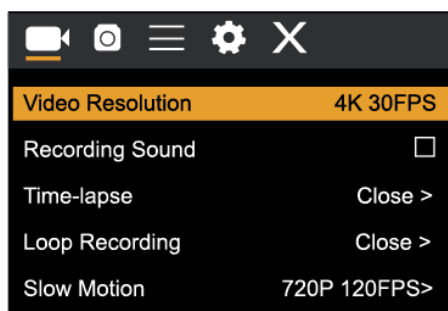 Video Resolution 4K 30FPS
Recording Sound
Time-lapse Close >
Loop Recording Close >
Slow Motion 720P 120FPS>